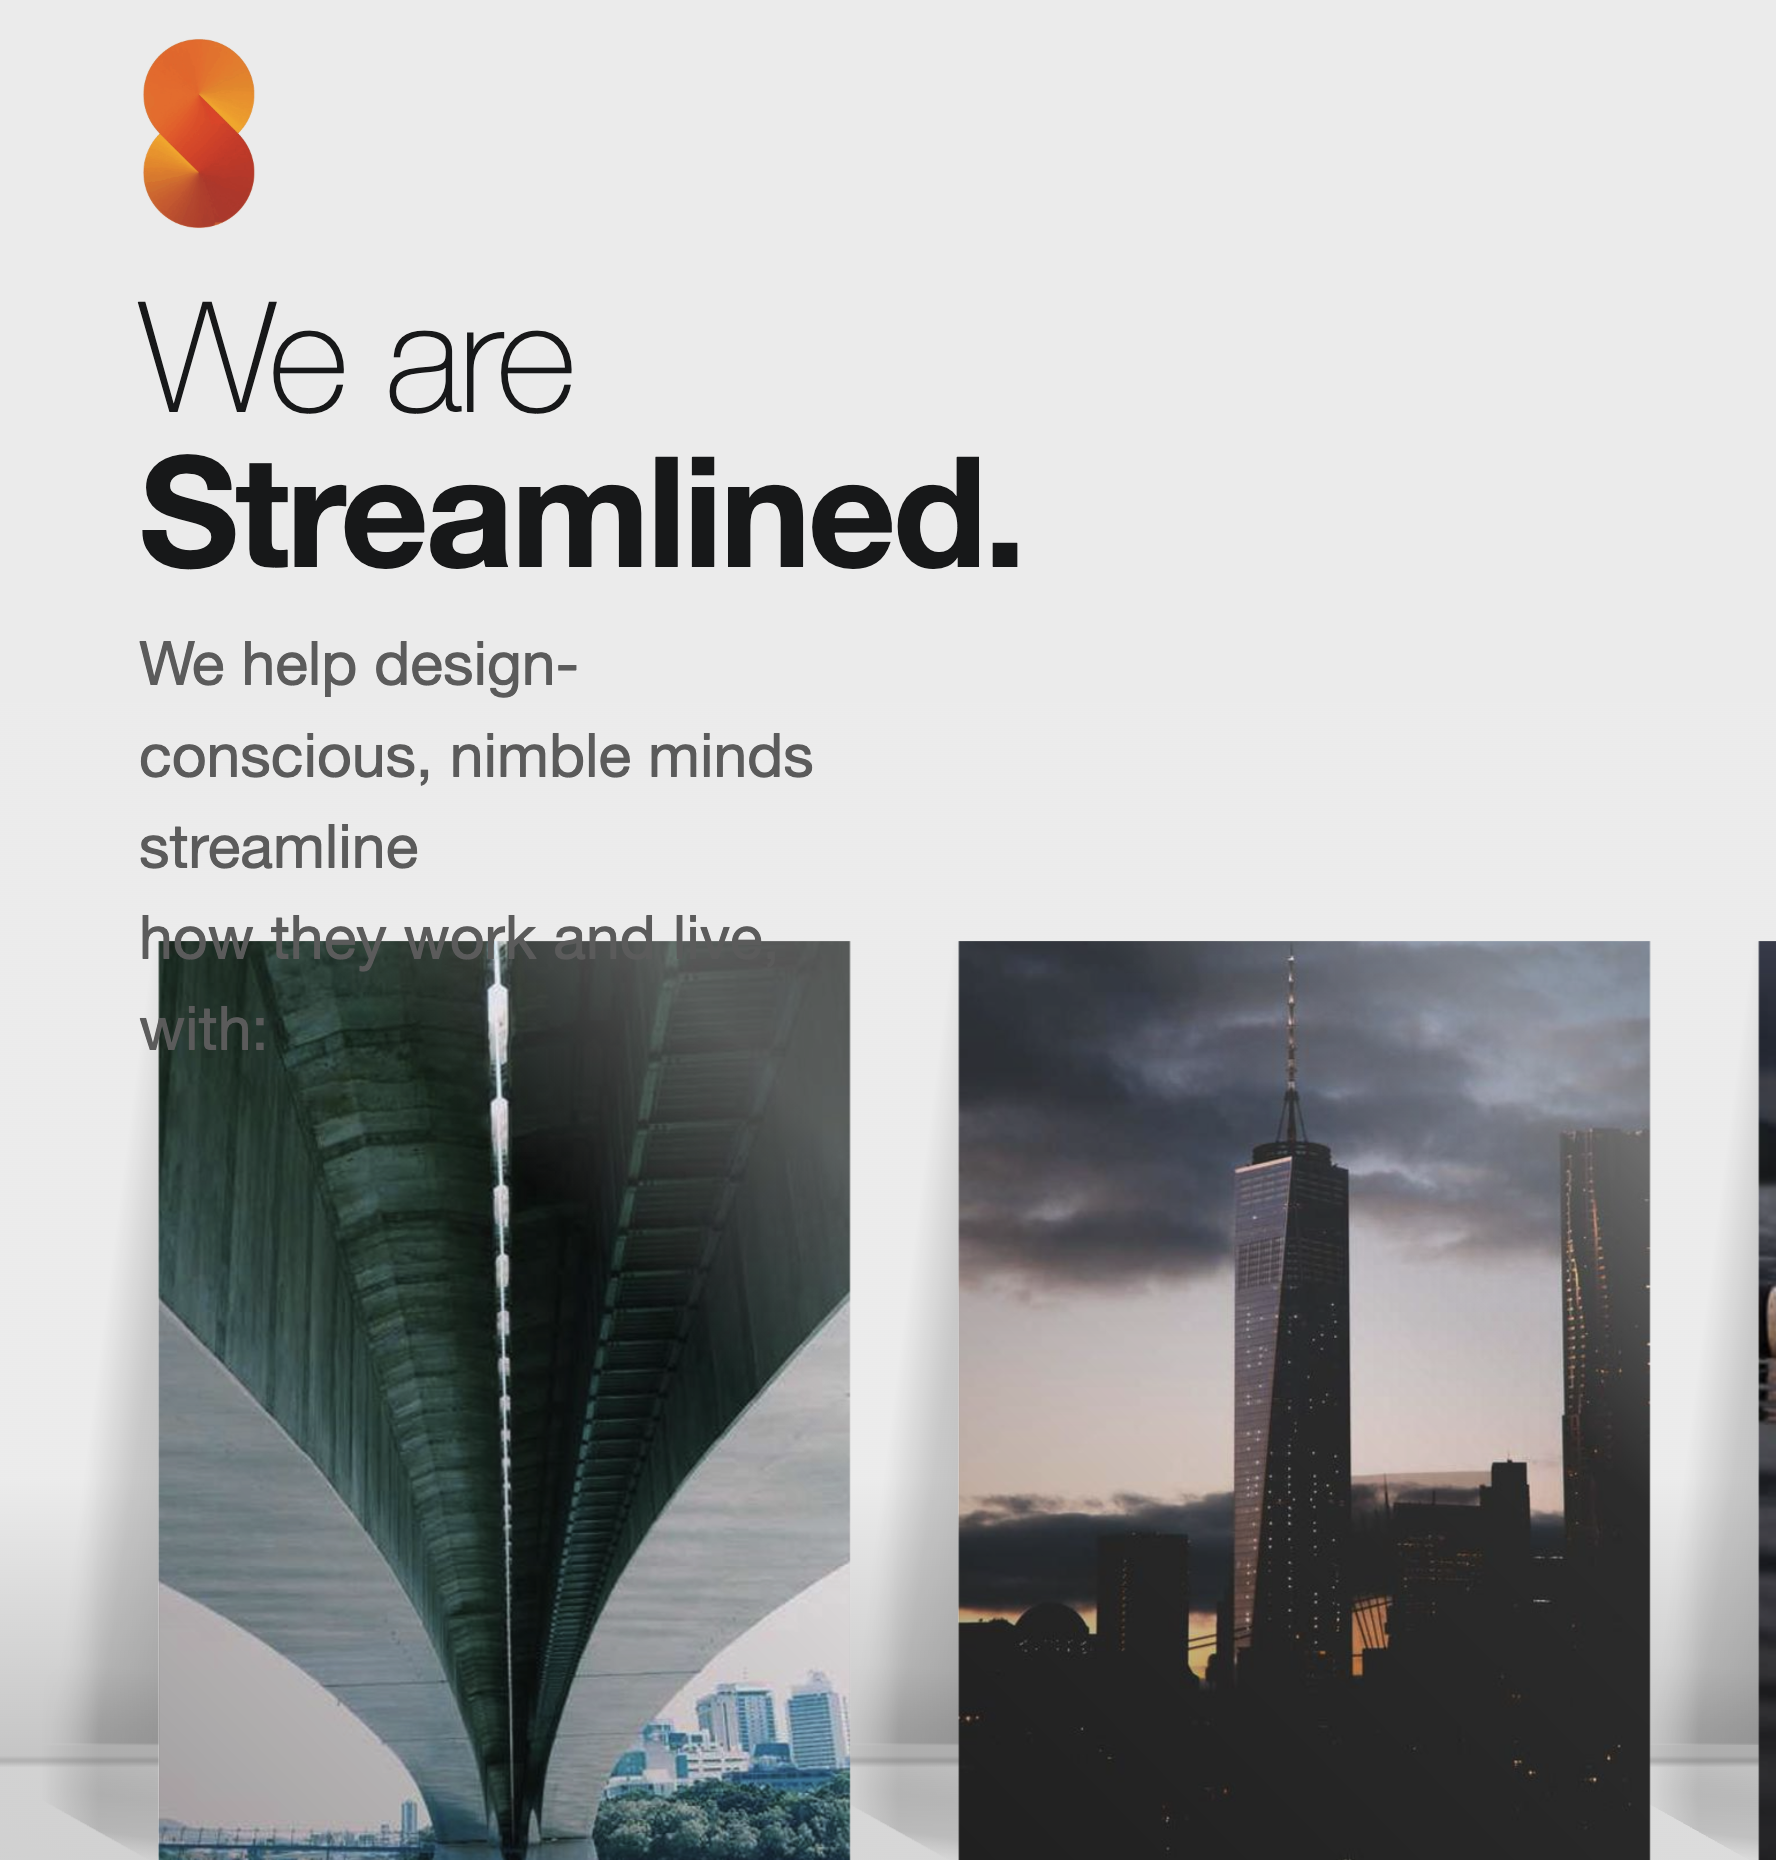 We are
Streamlined.
We help design-
conscious, nimble minds
streamline
how they work and live,
with: